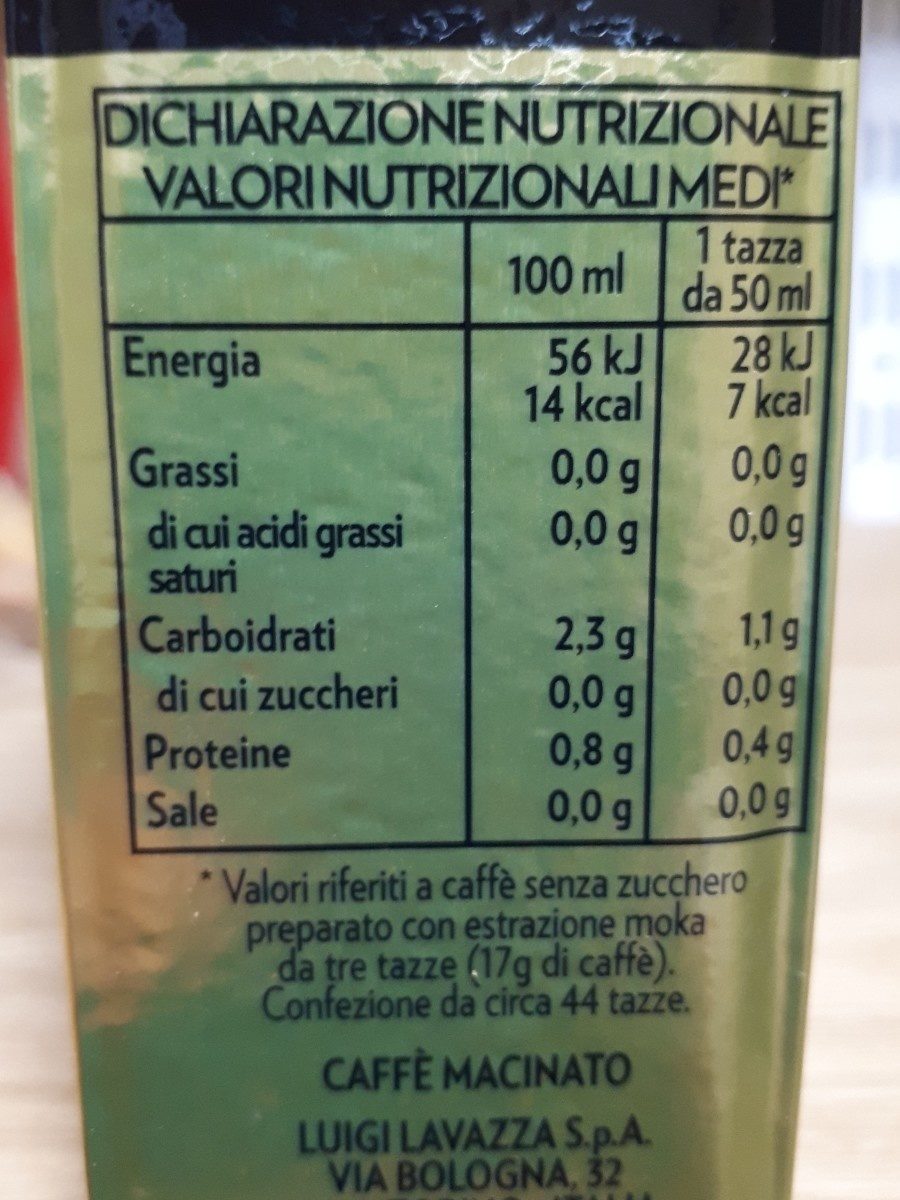 DICHIARAZIONE NUTRIZIONALE
VALORI NUTRIZIONALI MEDI*
100 ml 1 tazza da 50 ml
Energia 56 kJ 28 kJ
14 kcal 7 kcal
Grassi 0,0 g 0,0 g
di cui acidi grassi 0,0 g 0,0 g
saturi
Carboidrati 2,3 g 1,1 g
di cui zuccheri 0,0 g 0,0 g
Proteine 0,8 g 0,4 g
Sale 0,0 g 0,0 g
* Valori riferiti a caffè senza zucchero
preparato con estrazione moka
da tre tazze (17g di caffè).
Confezione da circa 44 tazze.
CAFFÈ MACINATO
LUIGI LAVAZZA S.p.A.
VIA BOLOGNA, 32